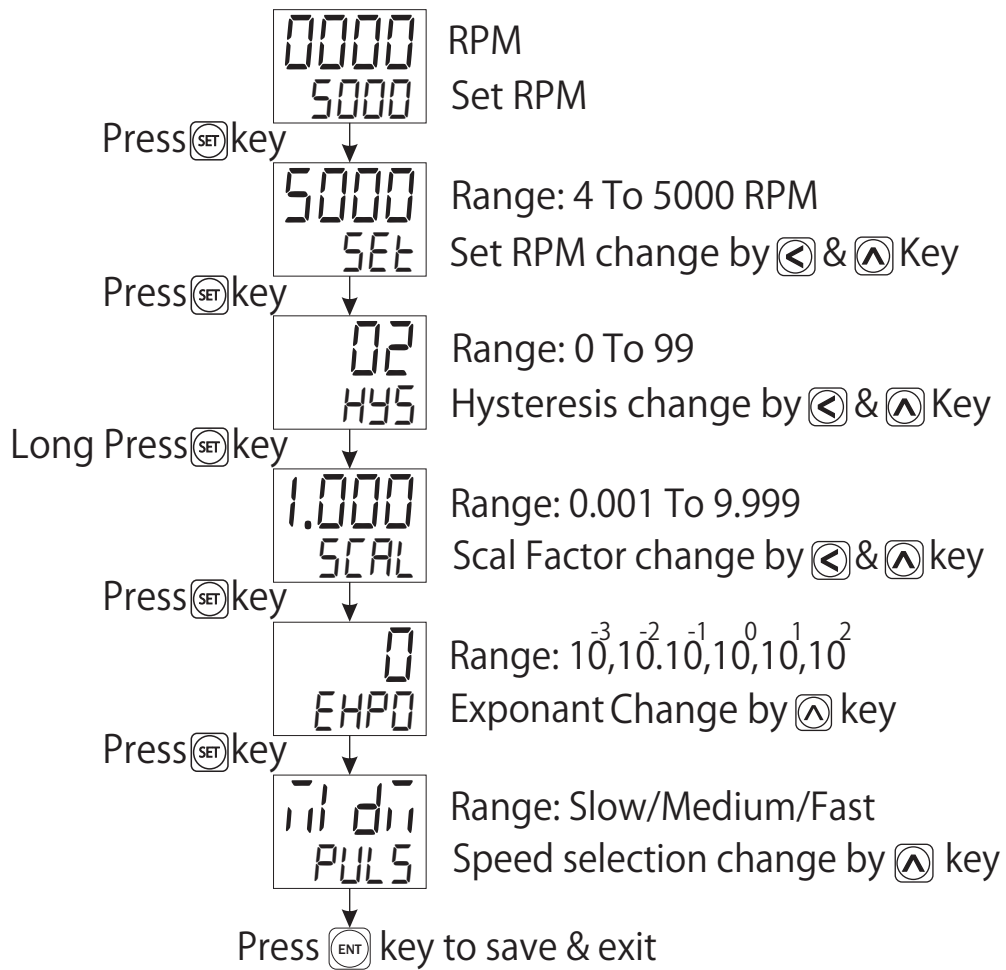 0000 RPM
5000 Set RPM
Press SET key
5000 Range: 4 To 5000 RPM
SEt Set RPM change by < & ∧ Key
Press SET key
02 Range: 0 To 99
HYS Hysteresis change by < & ∧ Key
Long Press SET key
1.000 Range: 0.001 To 9.999
SCAL Scal Factor change by < & ∧ key
Press SET key
0 Range: 10⁻³,10⁻².10⁻¹,10⁰,10¹,10²
EHPO Exponant Change by ∧ key
Press SET key
Range: Slow/Medium/Fast
PULS Speed selection change by ∧ key
Press ENT key to save & exit